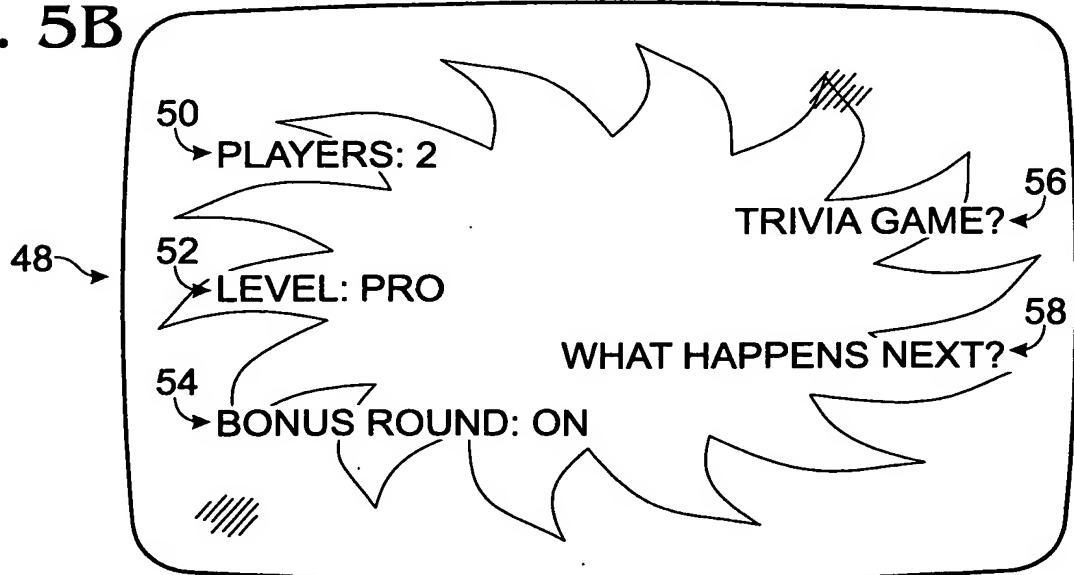 . 5B
50
PLAYERS: 2
56
TRIVIA GAME?
48
52
LEVEL: PRO
58
WHAT HAPPENS NEXT?
54
BONUS ROUND: ON